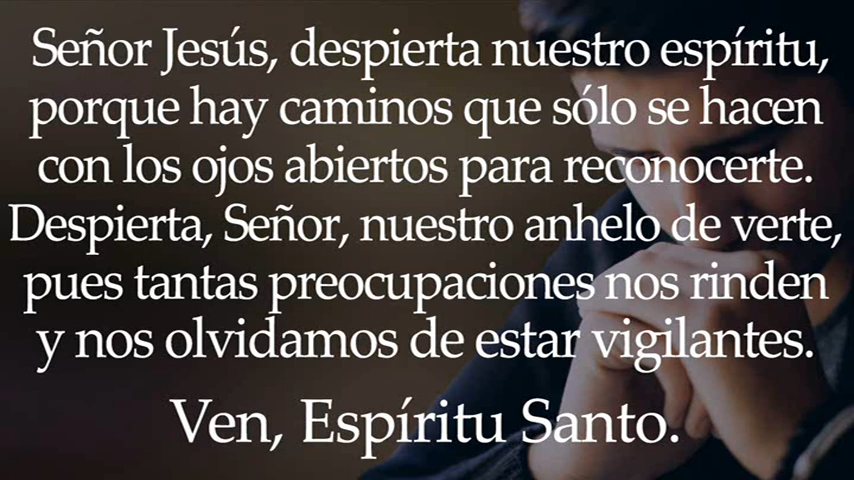 Señor Jesús, despierta nuestro espíritu,
porque hay caminos que sólo se hacen
con los ojos abiertos para reconocerte.
Despierta, Señor, nuestro anhelo de verte,
pues tantas preocupaciones nos rinden
y nos olvidamos de estar vigilantes.
Ven, Espíritu Santo.